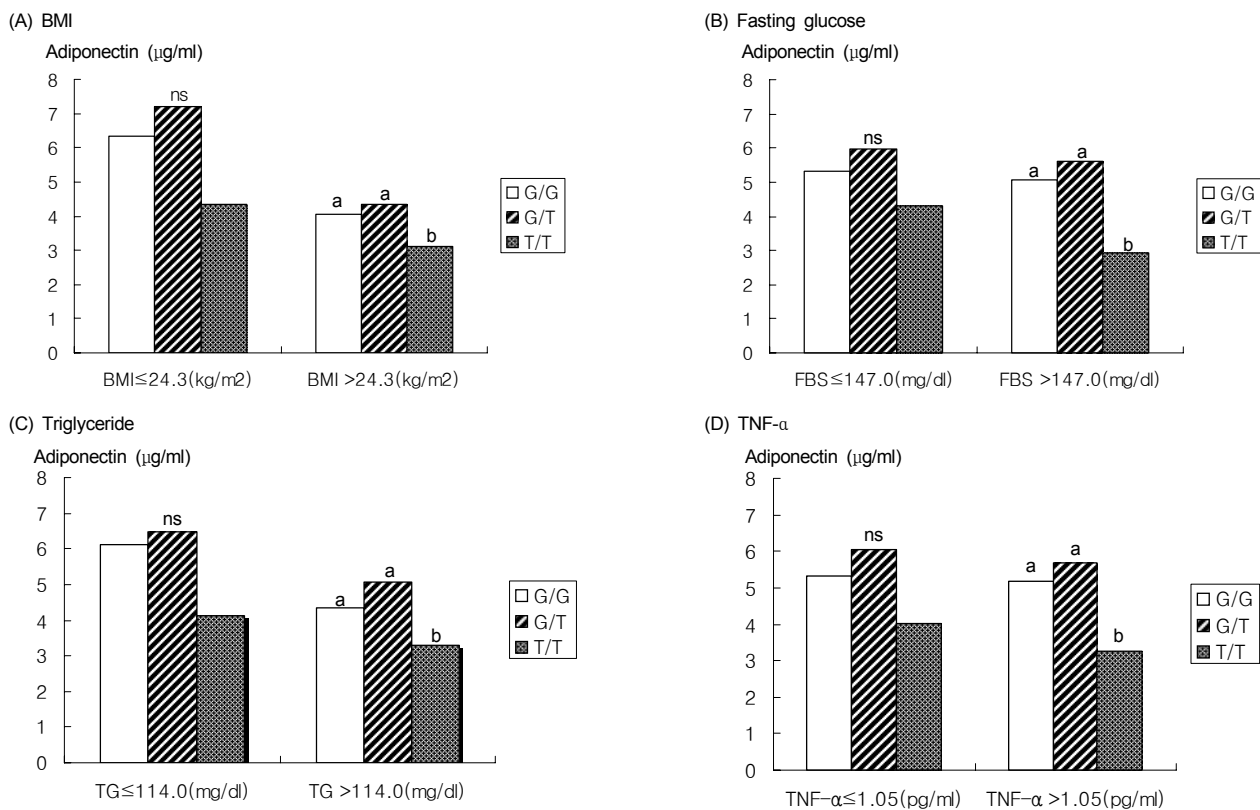 (A) BMI
Adiponectin (μg/ml)
8
7
6
5
4
3
2
1
0
ns
a a
b
G/G
G/T
T/T
BMI≤24.3(kg/m2) BMI >24.3(kg/m2)
(B) Fasting glucose
Adiponectin (μg/ml)
8
7
6
5
4
3
2
1
0
ns
a
a
b
G/G
G/T
T/T
FBS≤147.0(mg/dl) FBS >147.0(mg/dl)
(C) Triglyceride
Adiponectin (μg/ml)
8
7
6
5
4
3
2
1
0
ns
a
a
b
G/G
G/T
T/T
TG≤114.0(mg/dl) TG >114.0(mg/dl)
(D) TNF-α
Adiponectin (μg/ml)
8
7
6
5
4
3
2
1
0
ns
a
a
b
G/G
G/T
T/T
TNF-α≤1.05(pg/ml) TNF-α >1.05(pg/ml)